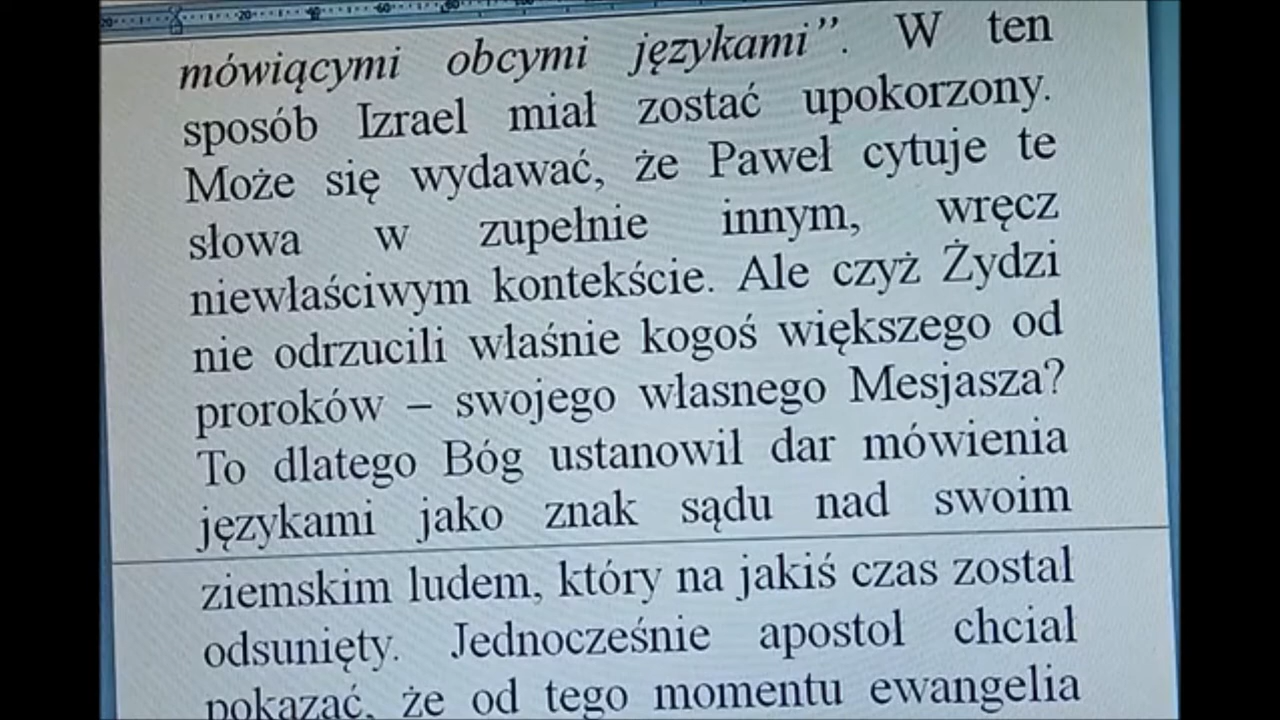 mówiącymi obcymi językami”. W ten
sposób Izrael miał zostać upokorzony.
Może się wydawać, że Paweł cytuje te
słowa w zupełnie innym, wręcz
niewłaściwym kontekście. Ale czyż Żydzi
nie odrzucili właśnie kogoś większego od
proroków – swojego własnego Mesjasza?
To dlatego Bóg ustanowił dar mówienia
językami jako znak sądu nad swoim
ziemskim ludem, który na jakiś czas został
odsunięty. Jednocześnie apostoł chciał
pokazać, że od tego momentu ewangelia